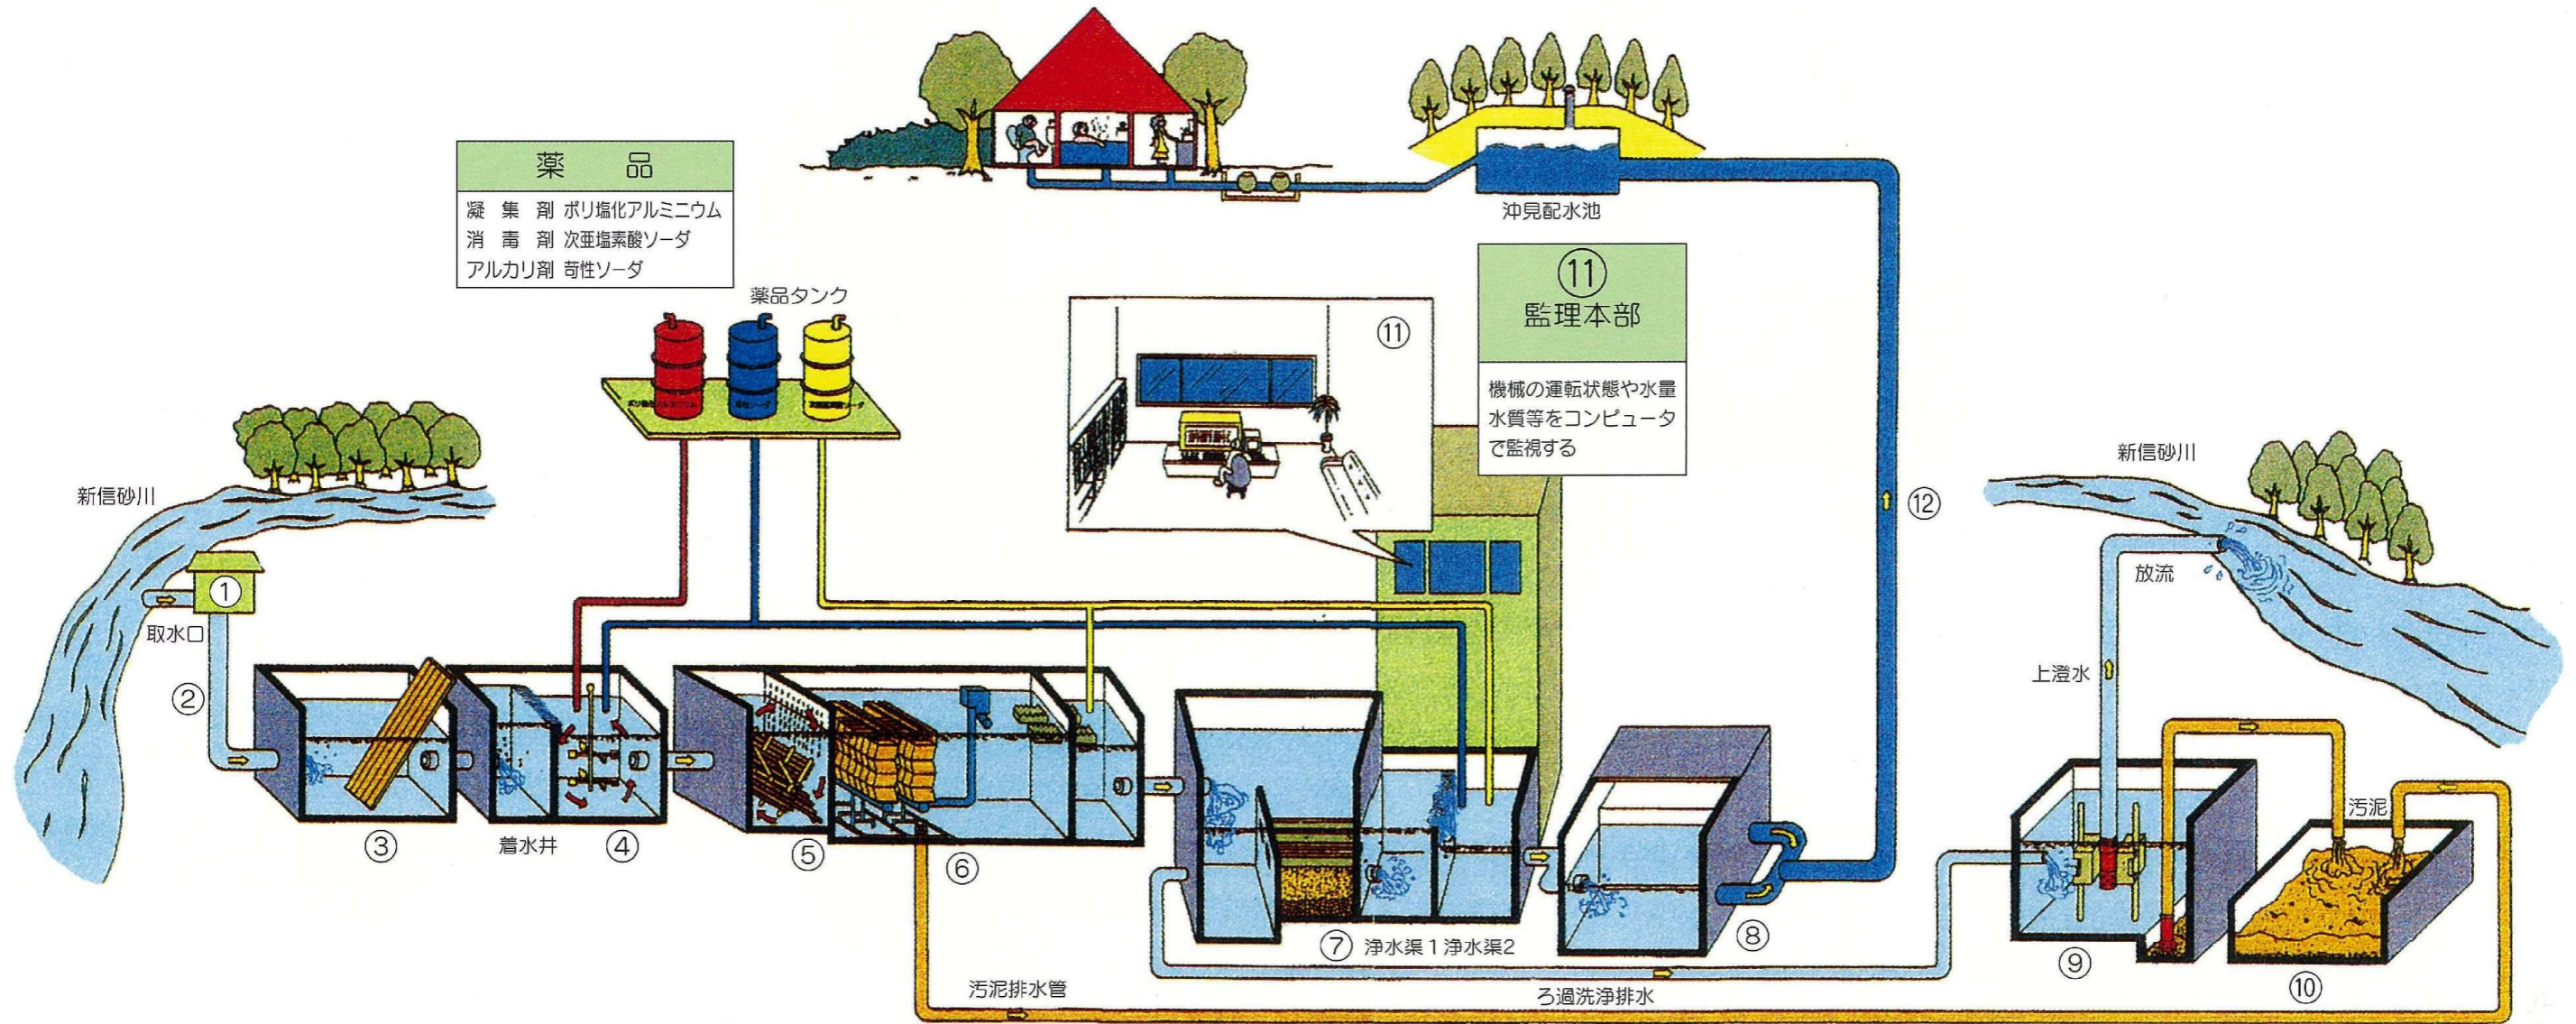 薬 品
凝 集 剤 ポリ塩化アルミニウム
消 毒 剤 次亜塩素酸ソーダ
アルカリ剤 苛性ソーダ
薬品タンク
沖見配水池
⑪
監理本部
機械の運転状態や水量
水質等をコンピュータ
で監視する
⑪
新信砂川
①
取水口
②
③
着水井
④
⑤
⑥
⑦ 浄水渠1浄水渠2
⑧
⑫
新信砂川
放流
上澄水
汚泥
⑨
⑩
汚泥排水管
ろ過洗浄排水